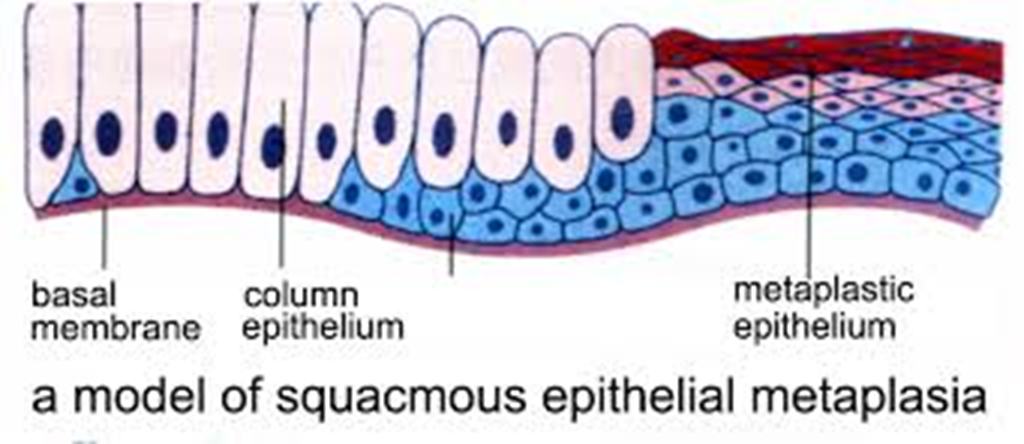 basal
membrane
column
epithelium
metaplastic
epithelium
a model of squacmous epithelial metaplasia